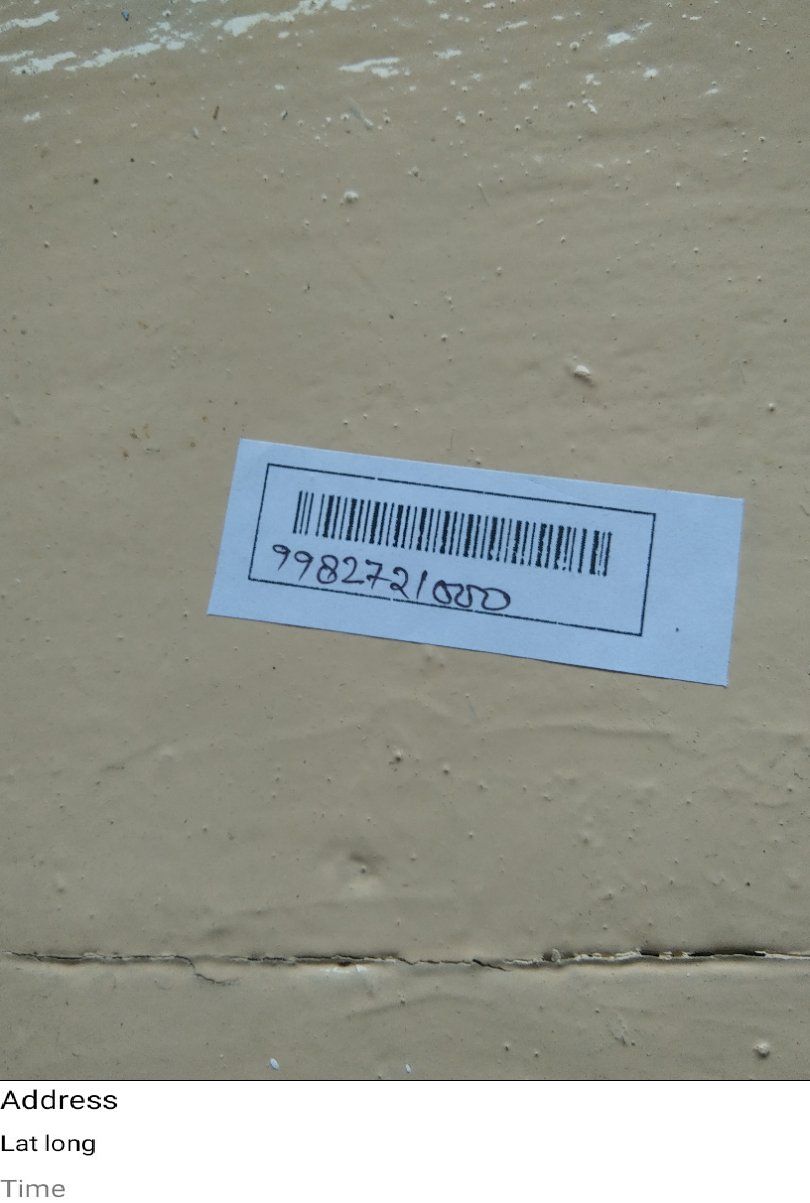 9982721000
Address
Lat long
Time